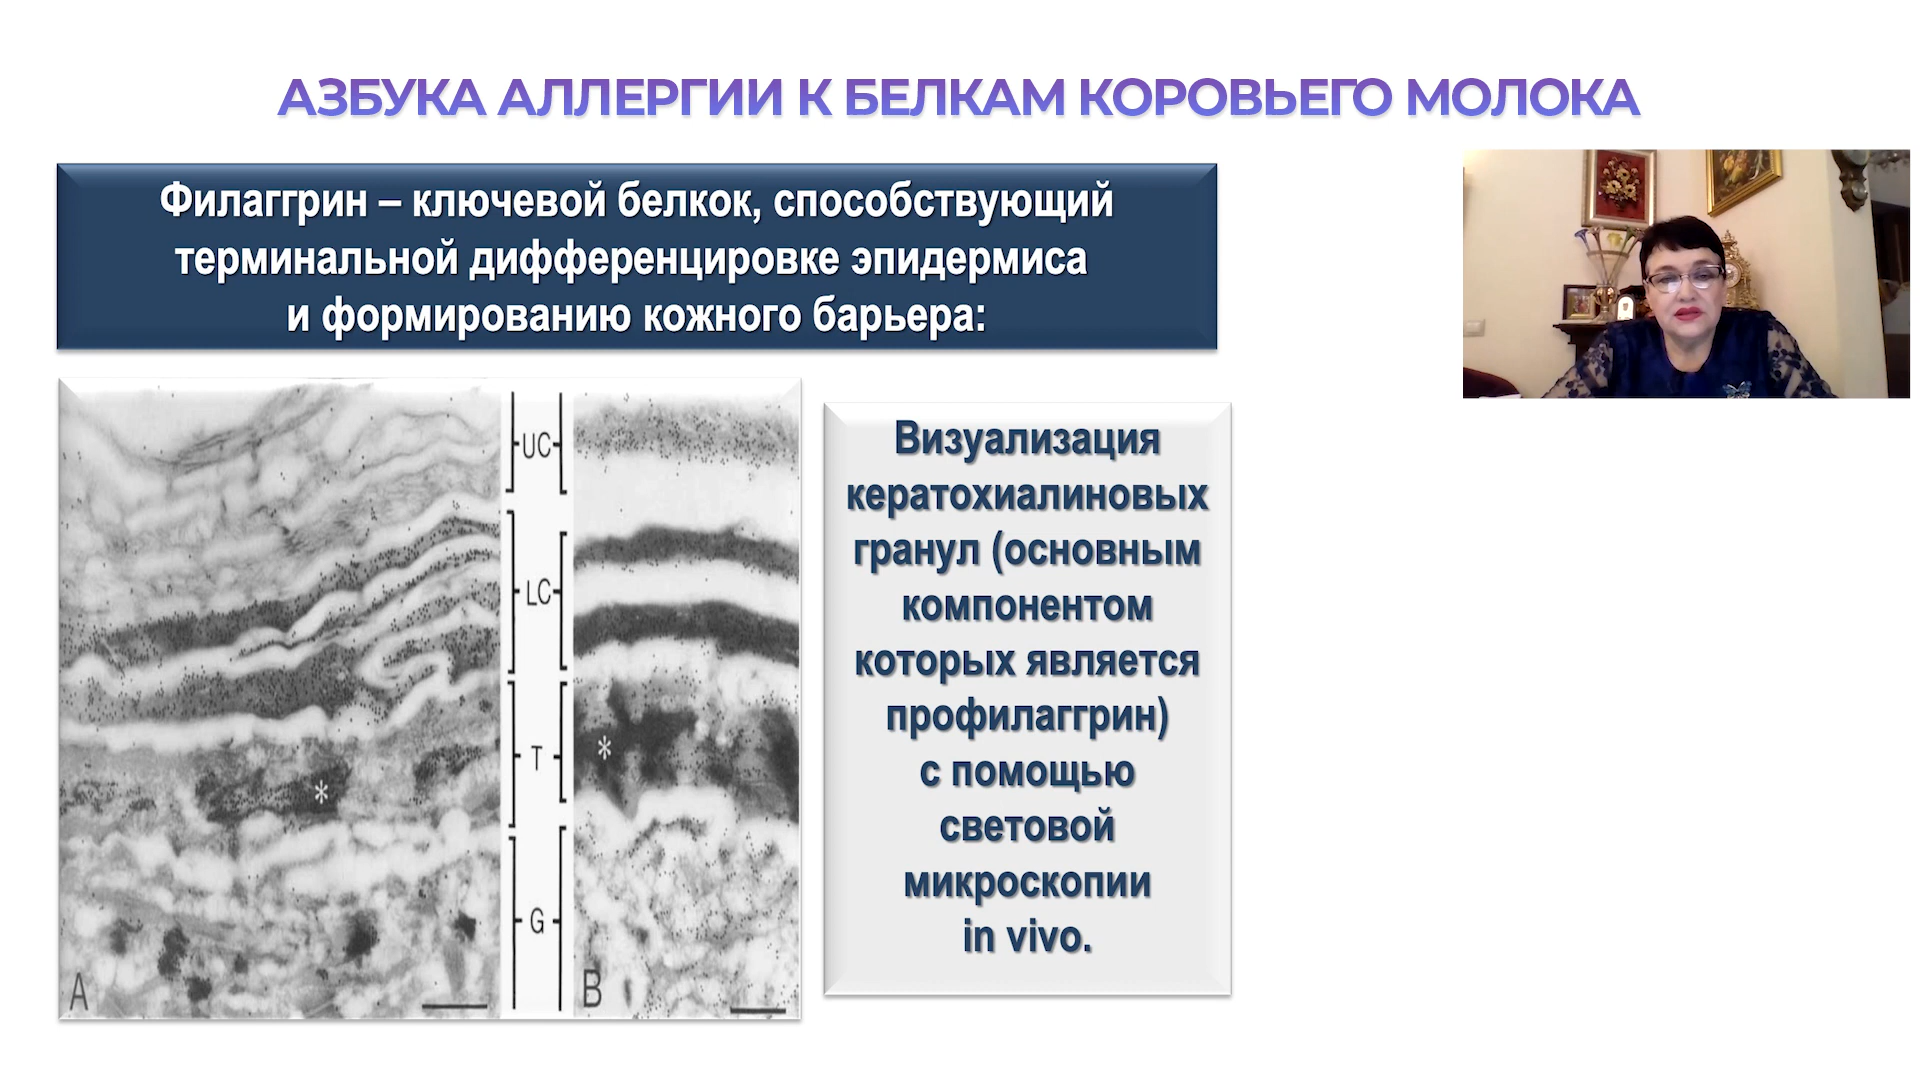 АЗБУКА АЛЛЕРГИИ К БЕЛКАМ КОРОВЬЕГО МОЛОКА
Филаггрин – ключевой белкок, способствующий
терминальной дифференцировке эпидермиса
и формированию кожного барьера:
UC
LC
T
G
*
*
A
B
Визуализация
кератохиалиновых
гранул (основным
компонентом
которых является
профилаггрин)
с помощью
световой
микроскопии
in vivo.